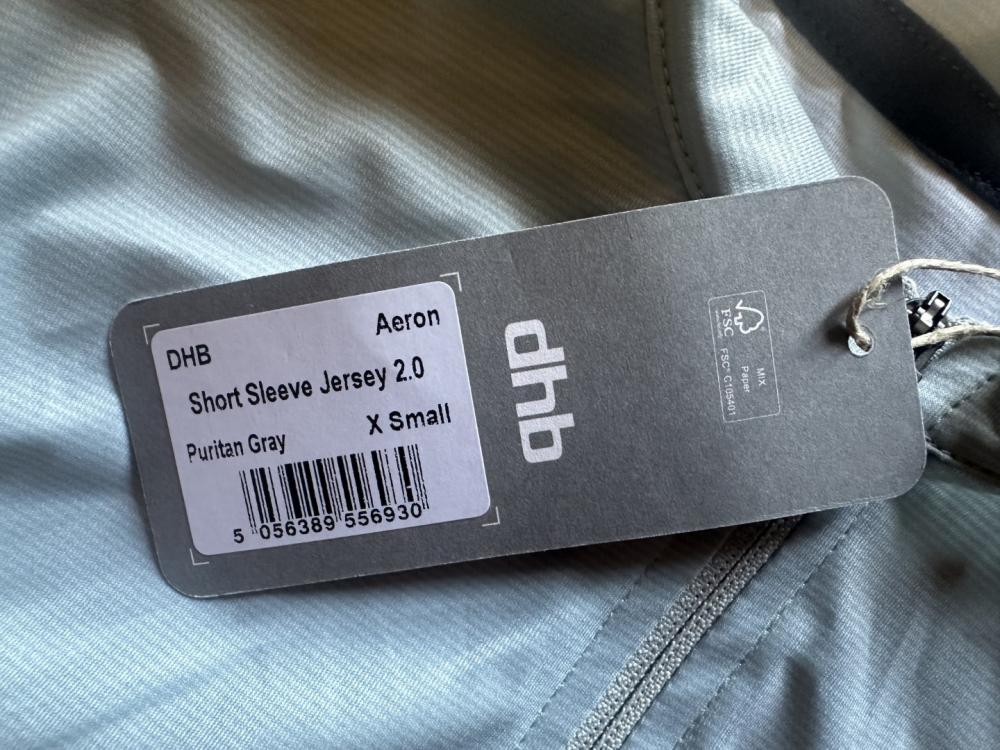 DHB
Aeron
Short Sleeve Jersey 2.0
Puritan Gray
X Small
5 056389 556930
dhb
FSC
MIX
Paper
FSC® C105401